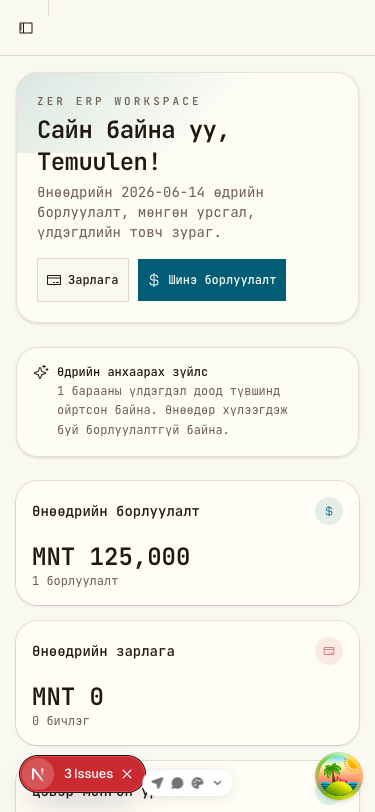 ZER ERP WORKSPACE
Сайн байна уу,
Temuulen!
Өнөөдрийн 2026-06-14 өдрийн
борлуулалт, мөнгөн урсгал,
үлдэгдлийн товч зураг.
Зарлага
$ Шинэ борлуулалт
Өдрийн анхаарах зүйлс
1 барааны үлдэгдэл доод түвшинд
ойртсон байна. Өнөөдөр хүлээгдэж
буй борлуулалтгүй байна.
Өнөөдрийн борлуулалт
$
MNT 125,000
1 борлуулалт
Өнөөдрийн зарлага
MNT 0
0 бичлэг
N 3 Issues